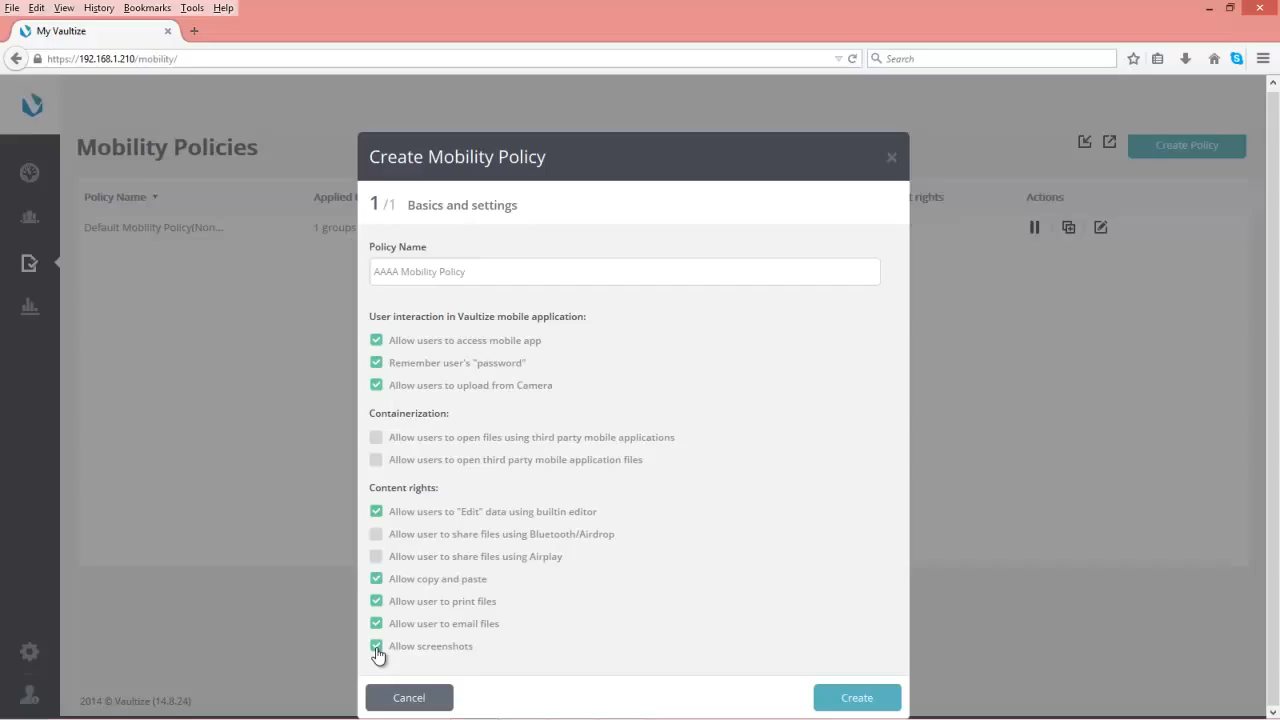 File Edit View History Bookmarks Tools Help
My Vaultize
https://192.168.1.210/mobility/
Search
Mobility Policies
Create Policy
Policy Name
Applied
t rights
Actions
Default Mobility Policy(Non...
1 groups
Create Mobility Policy
1 /1 Basics and settings
Policy Name
AAAA Mobility Policy
User interaction in Vaultize mobile application:
Allow users to access mobile app
Remember user's "password"
Allow users to upload from Camera
Containerization:
Allow users to open files using third party mobile applications
Allow users to open third party mobile application files
Content rights:
Allow users to "Edit" data using builtin editor
Allow user to share files using Bluetooth/Airdrop
Allow user to share files using Airplay
Allow copy and paste
Allow user to print files
Allow user to email files
Allow screenshots
Cancel
Create
2014 © Vaultize (14.8.24)